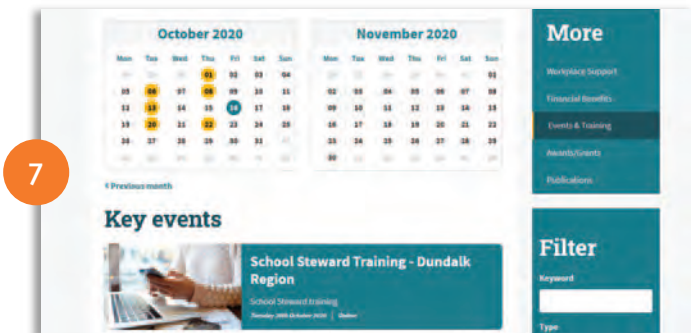 7
October 2020
Mon Tue Wed Thu Fri Sat Sun
01 02 03 04
05 06 07 08 09 10 11
12 13 14 15 16 17 18
19 20 21 22 23 24 25
26 27 28 29 30 31
November 2020
Mon Tue Wed Thu Fri Sat Sun
01
02 03 04 05 06 07 08
09 10 11 12 13 14 15
16 17 18 19 20 21 22
23 24 25 26 27 28 29
30
‹ Previous month
Key events
School Steward Training - Dundalk
Region
School Steward training
Tuesday 20th October 2020 | Online
More
Workplace Support
Financial Benefits
Events & Training
Awards/Grants
Publications
Filter
Keyword
Type